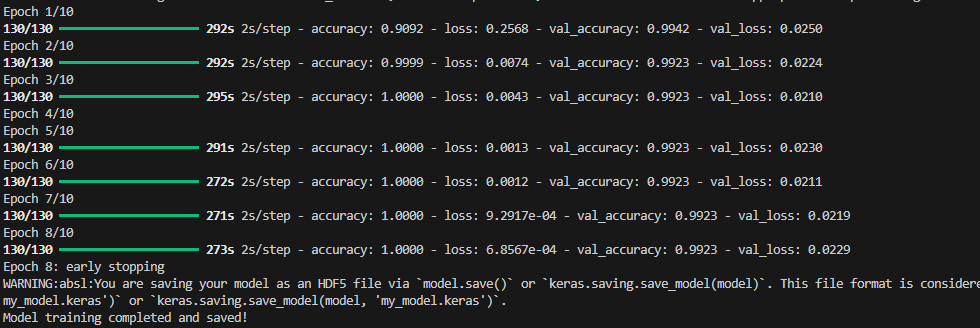 Epoch 1/10
130/130 292s 2s/step - accuracy: 0.9092 - loss: 0.2568 - val_accuracy: 0.9942 - val_loss: 0.0250
Epoch 2/10
130/130 292s 2s/step - accuracy: 0.9999 - loss: 0.0074 - val_accuracy: 0.9923 - val_loss: 0.0224
Epoch 3/10
130/130 295s 2s/step - accuracy: 1.0000 - loss: 0.0043 - val_accuracy: 0.9923 - val_loss: 0.0210
Epoch 4/10
Epoch 5/10
130/130 291s 2s/step - accuracy: 1.0000 - loss: 0.0013 - val_accuracy: 0.9923 - val_loss: 0.0230
Epoch 6/10
130/130 272s 2s/step - accuracy: 1.0000 - loss: 0.0012 - val_accuracy: 0.9923 - val_loss: 0.0211
Epoch 7/10
130/130 271s 2s/step - accuracy: 1.0000 - loss: 9.2917e-04 - val_accuracy: 0.9923 - val_loss: 0.0219
Epoch 8/10
130/130 273s 2s/step - accuracy: 1.0000 - loss: 6.8567e-04 - val_accuracy: 0.9923 - val_loss: 0.0229
Epoch 8: early stopping
WARNING:absl:You are saving your model as an HDF5 file via `model.save()` or `keras.saving.save_model(model)`. This file format is considere
my_model.keras')` or `keras.saving.save_model(model, 'my_model.keras')`.
Model training completed and saved!